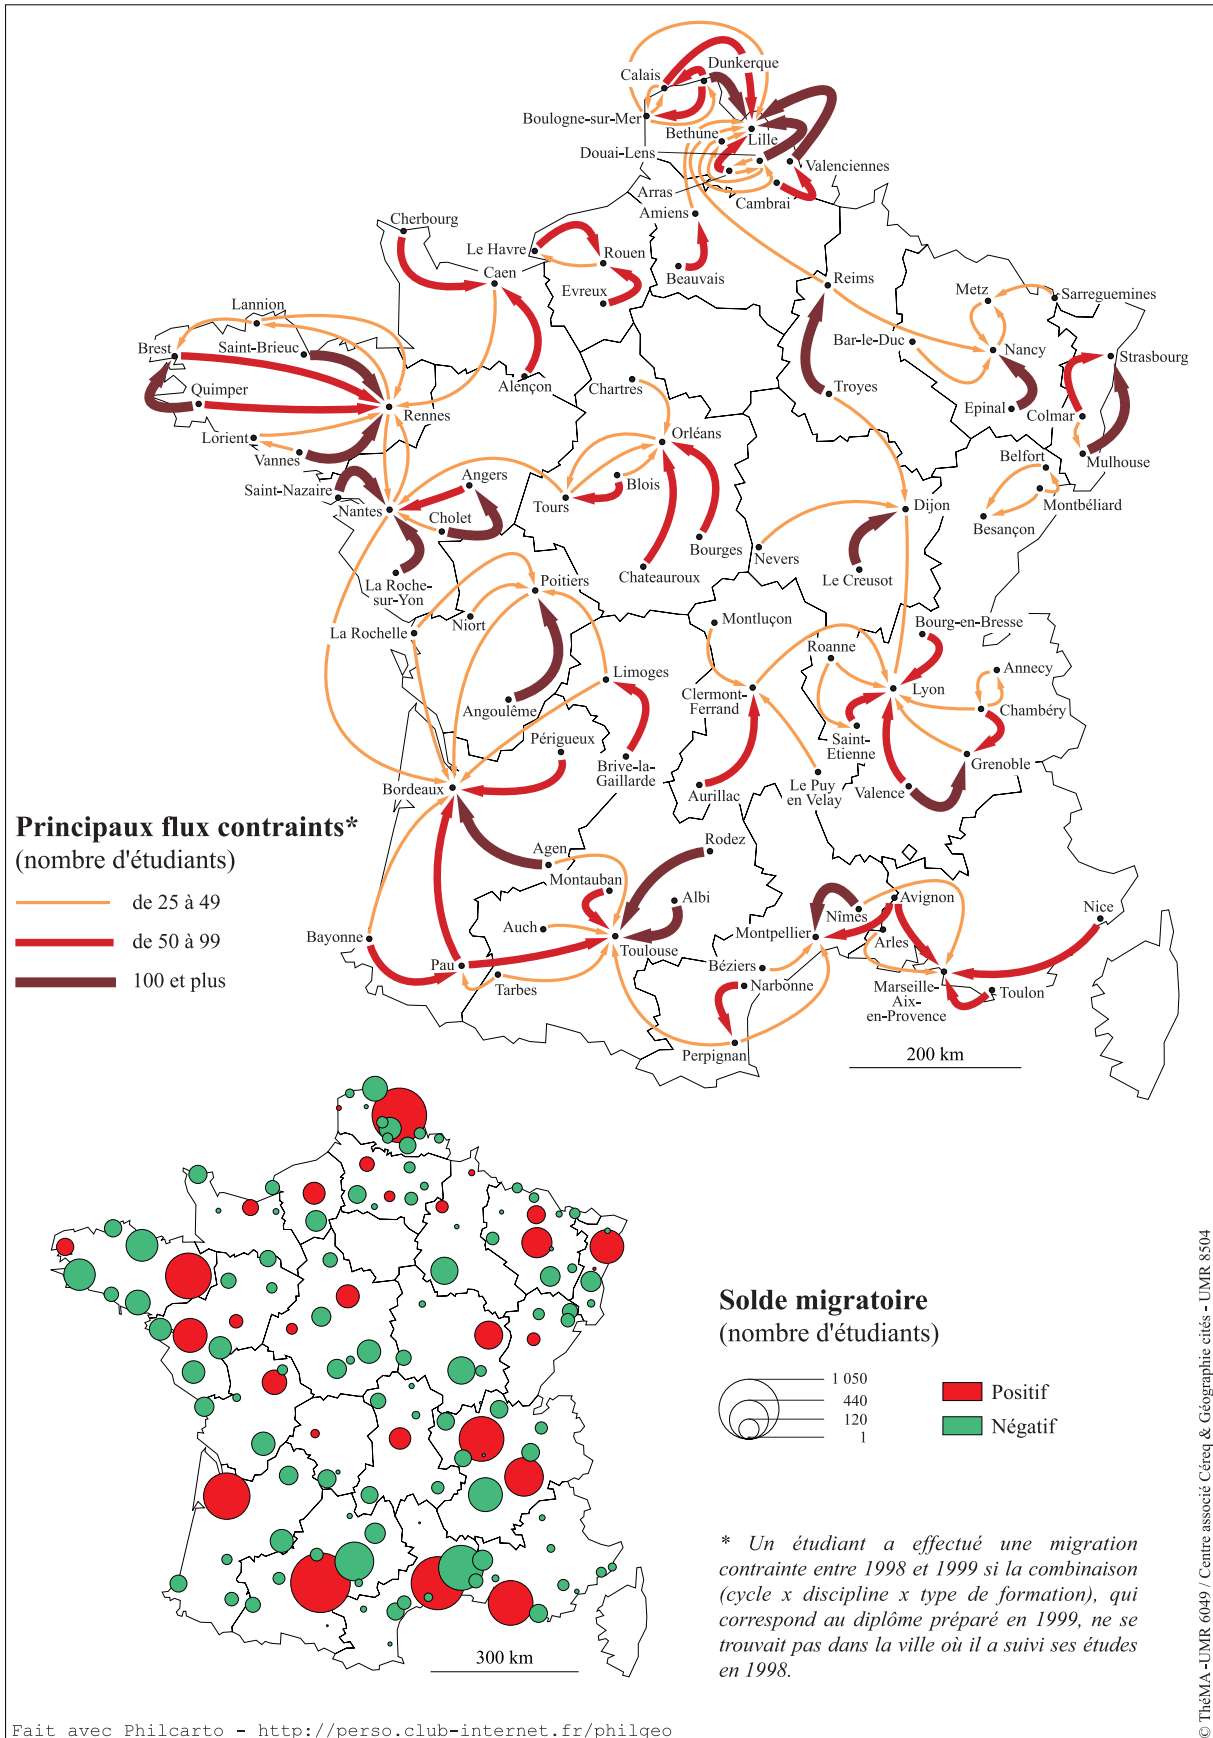 Calais
Dunkerque
Boulogne-sur-Mer
Bethune
Lille
Douai-Lens
Valenciennes
Arras
Cambrai
Amiens
Cherbourg
Le Havre
Rouen
Caen
Beauvais
Evreux
Reims
Metz
Sarreguemines
Lannion
Bar-le-Duc
Nancy
Brest
Saint-Brieuc
Strasbourg
Quimper
Alençon
Chartres
Troyes
Epinal
Colmar
Rennes
Lorient
Orléans
Vannes
Belfort
Mulhouse
Saint-Nazaire
Angers
Blois
Nantes
Tours
Dijon
Montbéliard
Cholet
Besançon
Bourges
Nevers
Chateauroux
Le Creusot
La Roche-
sur-Yon
Poitiers
Niort
Montluçon
Bourg-en-Bresse
La Rochelle
Roanne
Limoges
Annecy
Clermont-
Ferrand
Lyon
Angoulême
Chambéry
Périgueux
Saint-
Etienne
Brive-la-
Gaillarde
Grenoble
Bordeaux
Aurillac
Le Puy
en Velay
Valence
Principaux flux contraints*
(nombre d'étudiants)
de 25 à 49
de 50 à 99
100 et plus
Agen
Rodez
Montauban
Albi
Nîmes
Avignon
Nice
Auch
Bayonne
Toulouse
Montpellier
Arles
Pau
Béziers
Tarbes
Narbonne
Marseille-
Aix-
en-Provence
Toulon
Perpignan
200 km
Solde migratoire
(nombre d'étudiants)
1 050
440
120
1
Positif
Négatif
* Un étudiant a effectué une migration
contrainte entre 1998 et 1999 si la combinaison
(cycle x discipline x type de formation), qui
correspond au diplôme préparé en 1999, ne se
trouvait pas dans la ville où il a suivi ses études
en 1998.
300 km
© ThéMA -UMR 6049 / Centre associé Céreq & Géographie cités - UMR 8504
Fait avec Philcarto - http://perso.club-internet.fr/philgeo